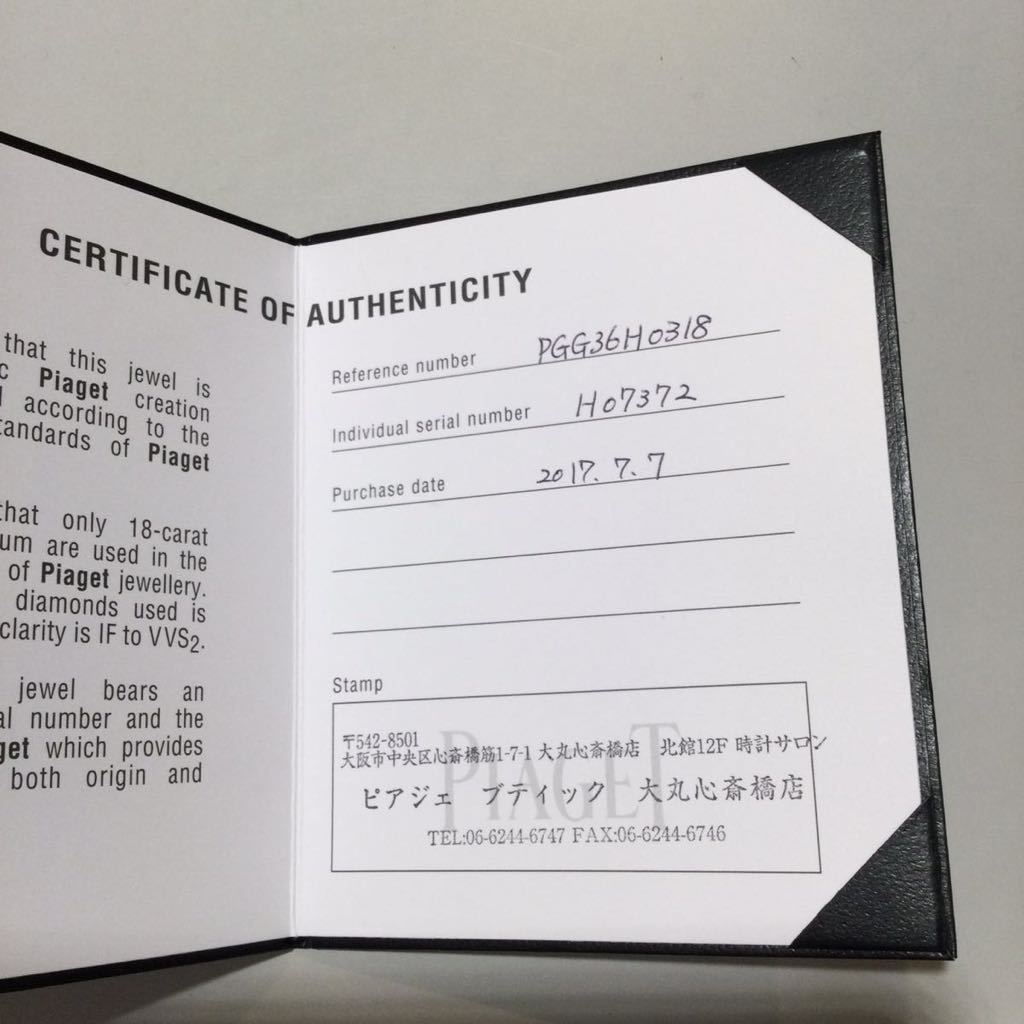 CERTIFICATE OF AUTHENTICITY
that this jewel is
Piaget creation
according to the
of Piaget
that only 18-carat
are used in the
of Piaget jewellery.
diamonds used is
clarity is IF to VVS2.
jewel bears an
number and the
which provides
both origin and
Reference number PGG36H0318
Individual serial number H07372
Purchase date 2017.7.7
Stamp
PIAGET
〒542-8501
大阪市中央区心斎橋筋1-7-1 大丸心斎橋店 北館12F 時計サロン
ピアジェ ブティック 大丸心斎橋店
TEL:06-6244-6747 FAX:06-6244-6746